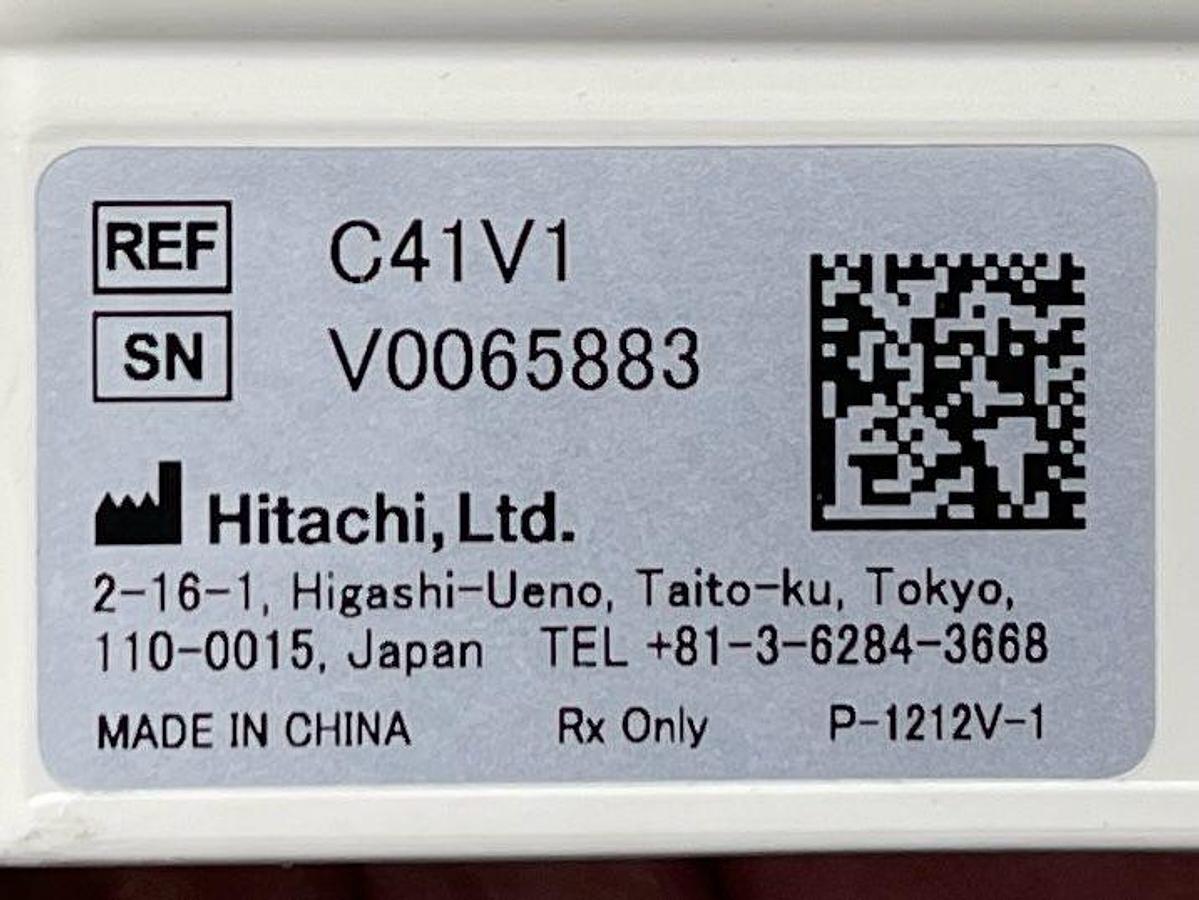 REF C41V1
SN V0065883
Hitachi, Ltd.
2-16-1, Higashi-Ueno, Taito-ku, Tokyo,
110-0015, Japan TEL +81-3-6284-3668
MADE IN CHINA Rx Only P-1212V-1